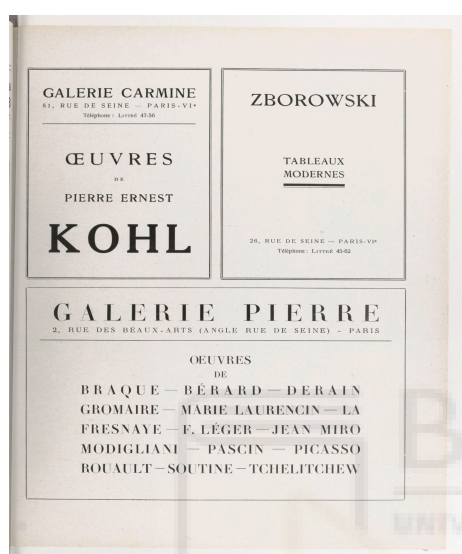 GALERIE CARMINE
51, RUE DE SEINE — PARIS-VIᵉ
Téléphone : Littré 47-56
ŒUVRES
DE
PIERRE ERNEST
KOHL
ZBOROWSKI
TABLEAUX
MODERNES
26, RUE DE SEINE — PARIS-VIᵉ
Téléphone : Littré 45-62
GALERIE PIERRE
2, RUE DES BEAUX-ARTS (ANGLE RUE DE SEINE) - PARIS
ŒUVRES
DE
BRAQUE — BÉRARD — DERAIN
GROMAIRE — MARIE LAURENCIN — LA
FRESNAYE — F. LÉGER — JEAN MIRO
MODIGLIANI — PASCIN — PICASSO
ROUAULT — SOUTINE — TCHELITCHEW